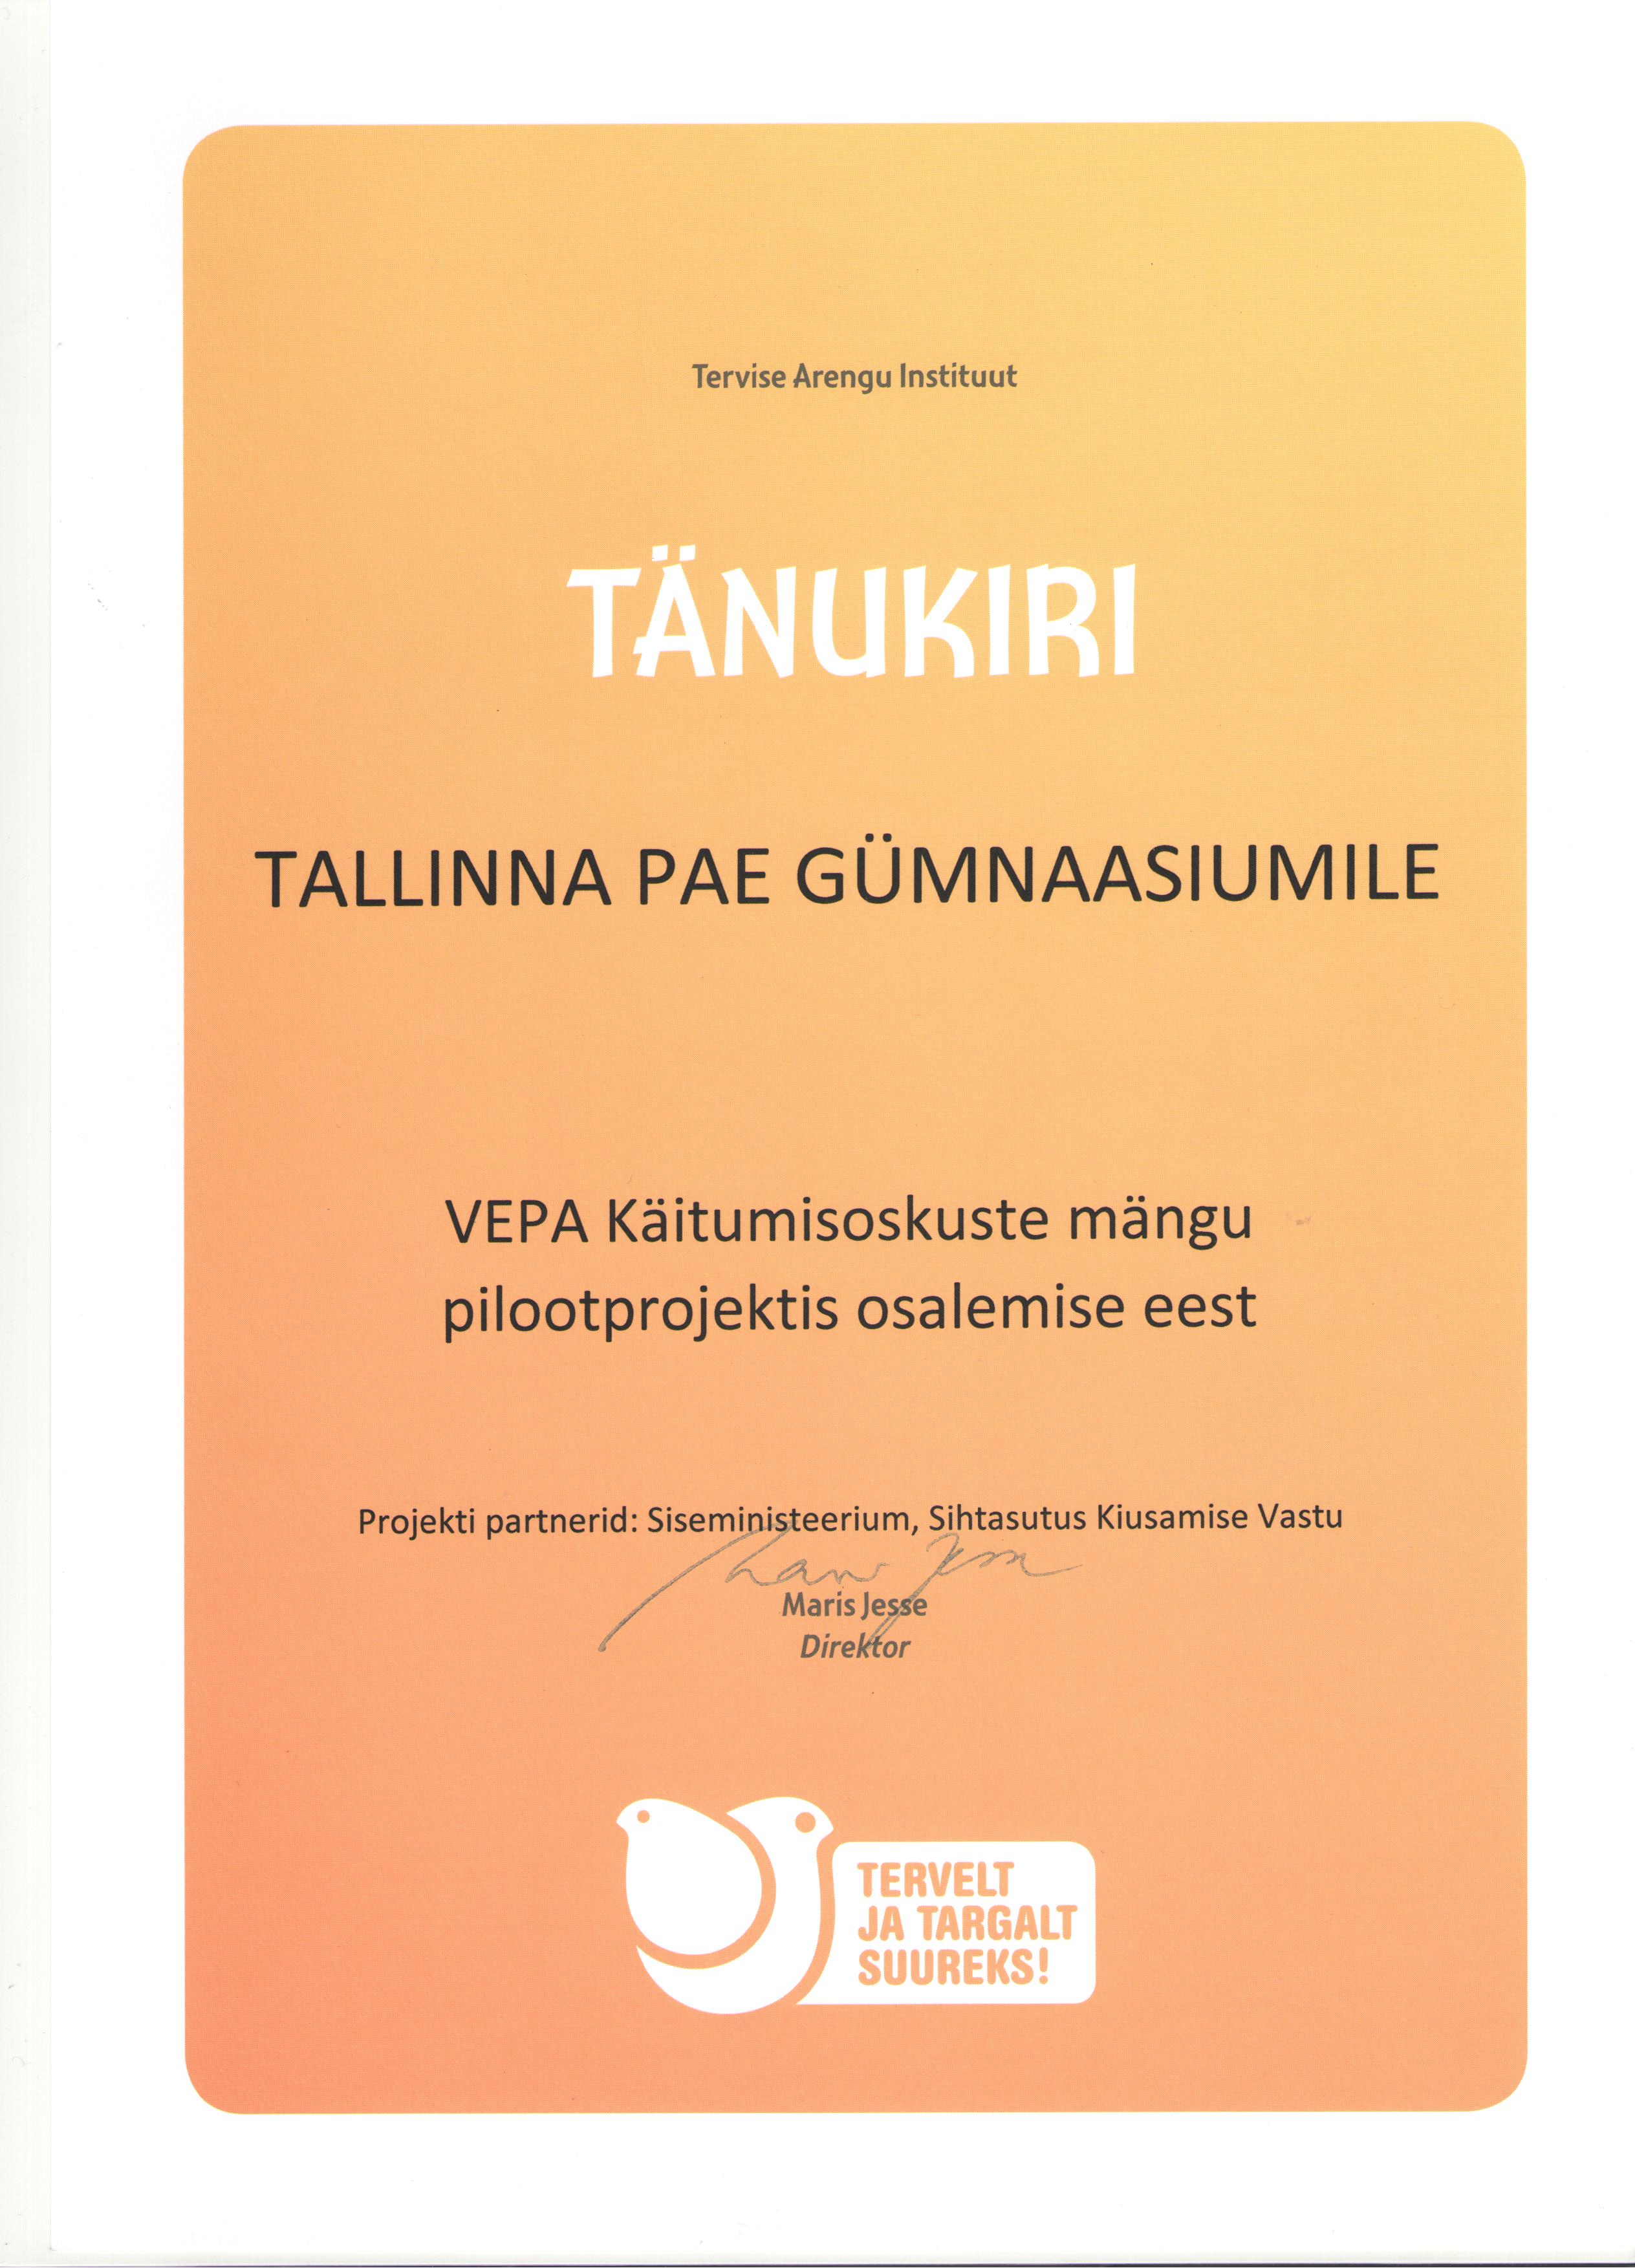 Tervise Arengu Instituut
TÄNUKIRI
TALLINNA PAE GÜMNAASIUMILE
VEPA Käitumisoskuste mängu
pilootprojektis osalemise eest
Projekti partnerid: Siseministeerium, Sihtasutus Kiusamise Vastu
Maris Jesse
Direktor
TERVELT
JA TARGALT
SUUREKS!